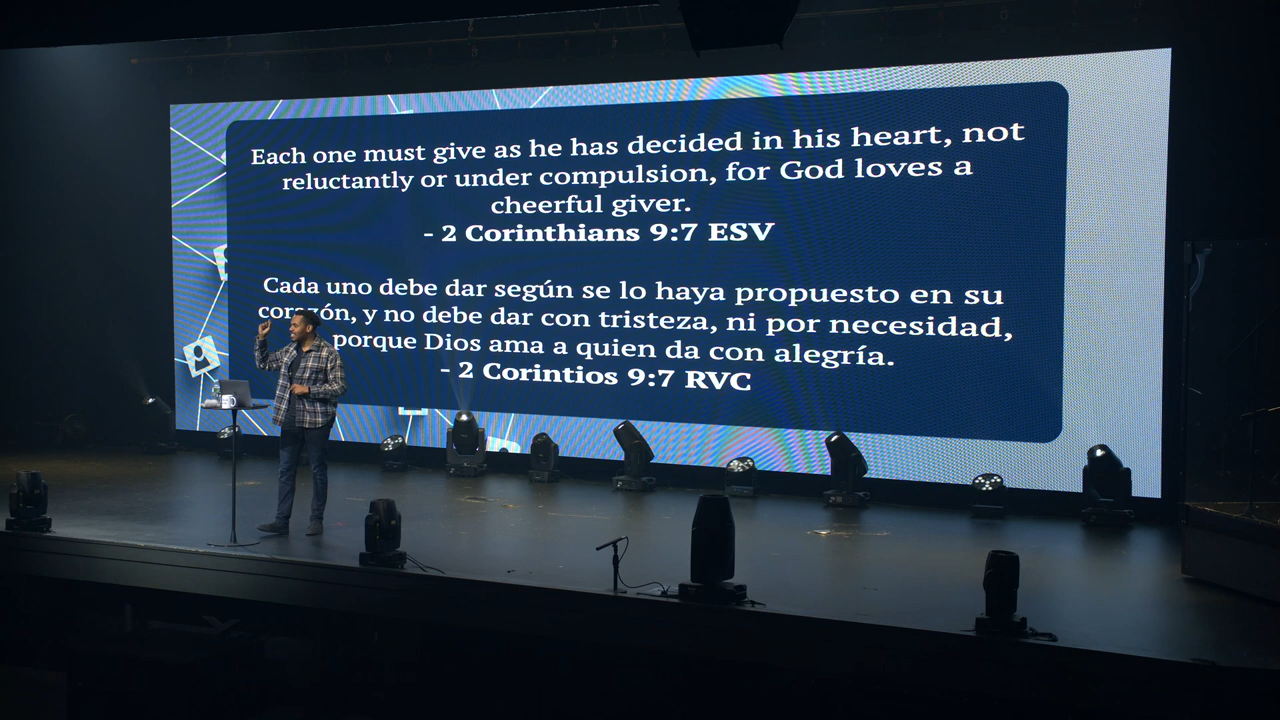 Each one must give as he has decided in his heart, not
reluctantly or under compulsion, for God loves a
cheerful giver.
- 2 Corinthians 9:7 ESV
Cada uno debe dar según se lo haya propuesto en su
corazón, y no debe dar con tristeza, ni por necesidad,
porque Dios ama a quien da con alegría.
- 2 Corintios 9:7 RVC